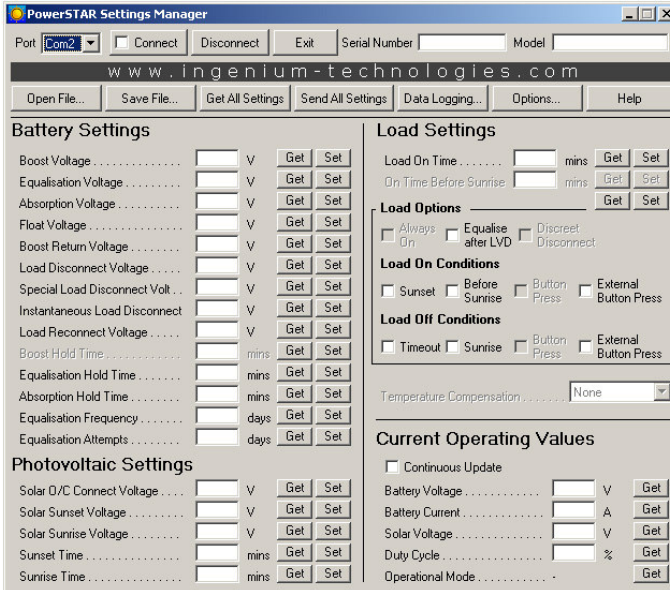 PowerSTAR Settings Manager
Port Com2 Connect Disconnect Exit Serial Number Model
www.ingenium-technologies.com
Open File... Save File... Get All Settings Send All Settings Data Logging... Options... Help
Battery Settings
Boost Voltage . . . . . . . . . . . . . . V Get Set
Equalisation Voltage . . . . . . . . V Get Set
Absorption Voltage . . . . . . . . . V Get Set
Float Voltage . . . . . . . . . . . . . . V Get Set
Boost Return Voltage . . . . . . . V Get Set
Load Disconnect Voltage . . . . . V Get Set
Special Load Disconnect Volt . . V Get Set
Instantaneous Load Disconnect V Get Set
Load Reconnect Voltage . . . . . V Get Set
Boost Hold Time . . . . . . . . . . . . mins Get Set
Equalisation Hold Time . . . . . . . mins Get Set
Absorption Hold Time . . . . . . . . mins Get Set
Equalisation Frequency . . . . . . days Get Set
Equalisation Attempts . . . . . . . . days Get Set
Photovoltaic Settings
Solar O/C Connect Voltage . . . . V Get Set
Solar Sunset Voltage . . . . . . . . V Get Set
Solar Sunrise Voltage . . . . . . . . V Get Set
Sunset Time . . . . . . . . . . . . . . . mins Get Set
Sunrise Time . . . . . . . . . . . . . . mins Get Set
Load Settings
Load On Time . . . . . . . mins Get Set
On Time Before Sunrise mins Get Set
Get Set
Load Options
Always On Equalise after LVD Discreet Disconnect
Load On Conditions
Sunset Before Sunrise Button Press External Button Press
Load Off Conditions
Timeout Sunrise Button Press External Button Press
Temperature Compensation . . . . . . . None
Current Operating Values
Continuous Update
Battery Voltage . . . . . . . . . . . . V Get
Battery Current . . . . . . . . . . . . A Get
Solar Voltage . . . . . . . . . . . . . V Get
Duty Cycle . . . . . . . . . . . . . . . % Get
Operational Mode . . . . . . . . . . - Get